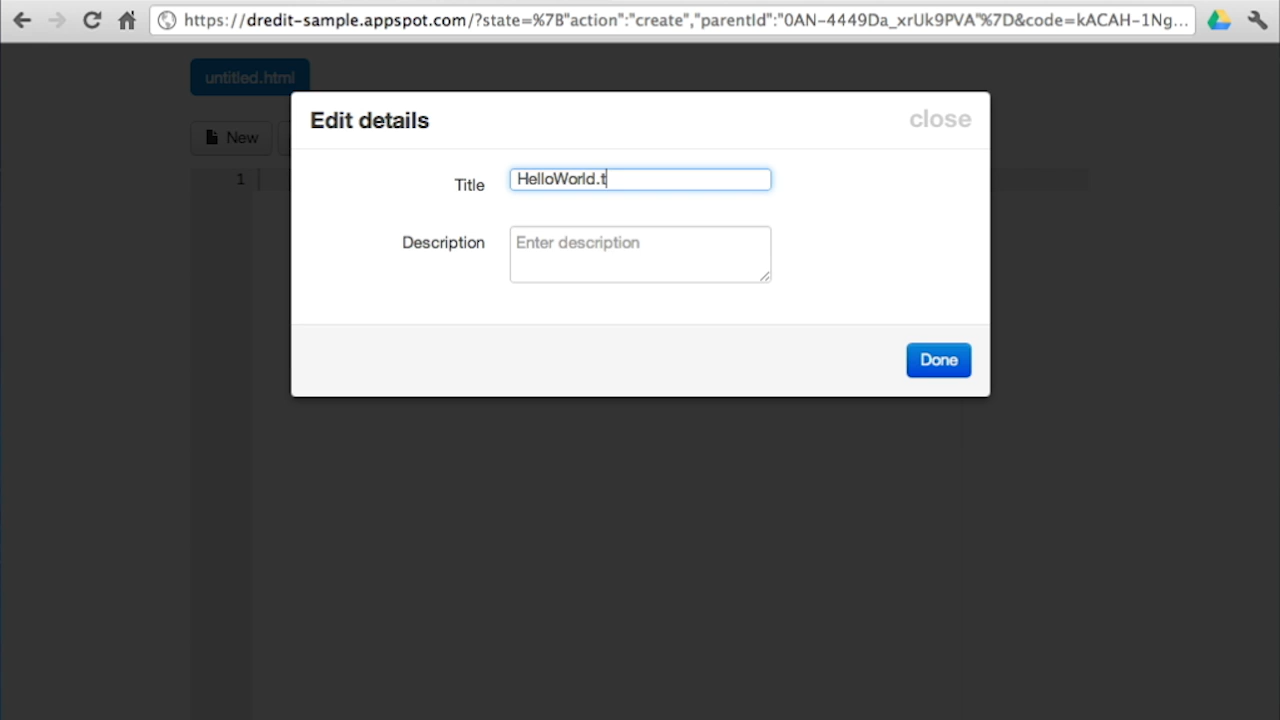 https://dredit-sample.appspot.com/?state=%7B"action":"create","parentId":"0AN-4449Da_xrUk9PVA"%7D&code=kACAH-1Ng...
untitled.html
Edit details
close
New
Title
HelloWorld.t
1
Description
Enter description
Done